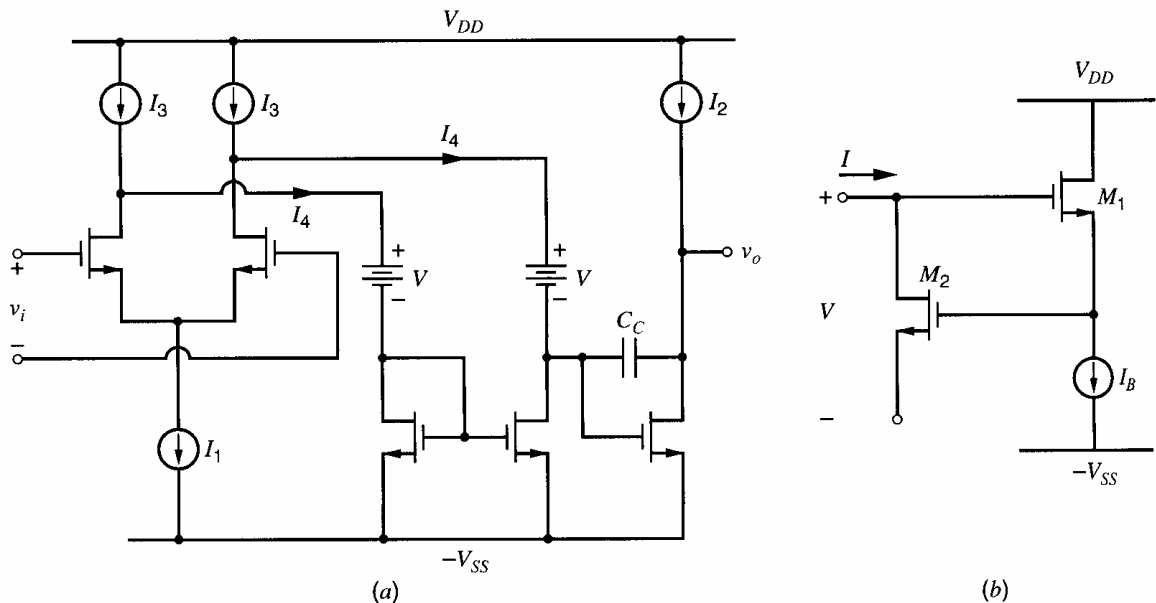 V_DD
I_3
I_3
I_2
I_4
I_4
+
v_i
−
+
V
−
+
V
−
C_C
v_o
I_1
−V_SS
(a)
V_DD
I
+
M_1
M_2
V
I_B
−
−V_SS
(b)